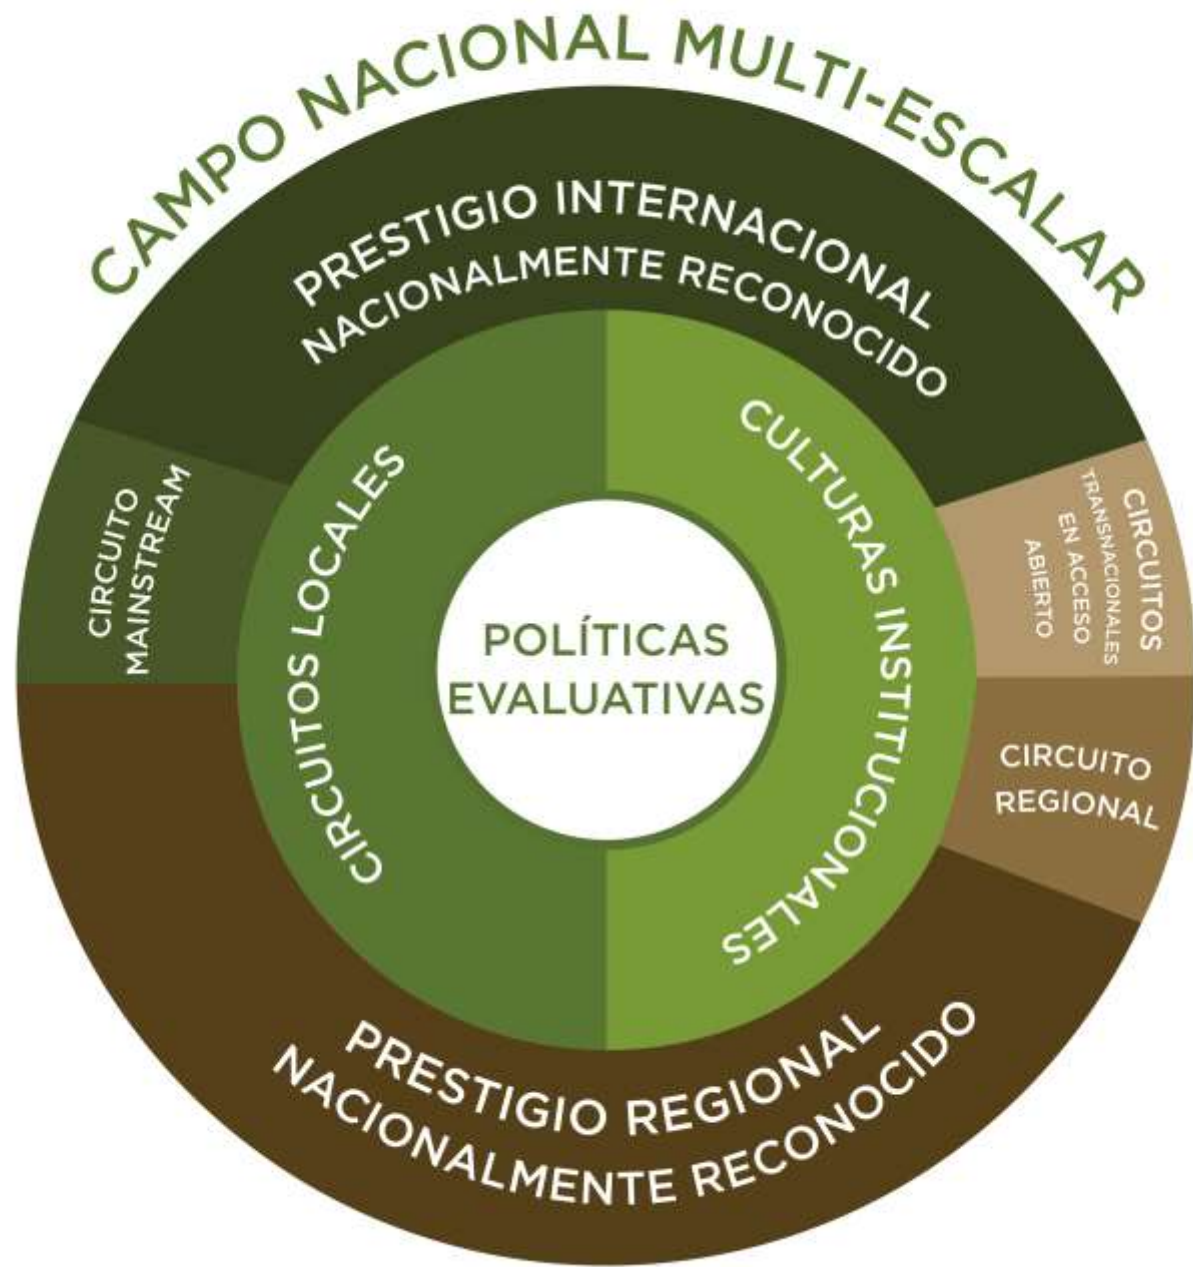 CAMPO NACIONAL MULTI-ESCALAR
PRESTIGIO INTERNACIONAL
NACIONALMENTE RECONOCIDO
CIRCUITO
MAINSTREAM
CIRCUITOS LOCALES
POLÍTICAS
EVALUATIVAS
CULTURAS INSTITUCIONALES
CIRCUITOS
TRANSNACIONALES
EN ACCESO
ABIERTO
CIRCUITO
REGIONAL
PRESTIGIO REGIONAL
NACIONALMENTE RECONOCIDO